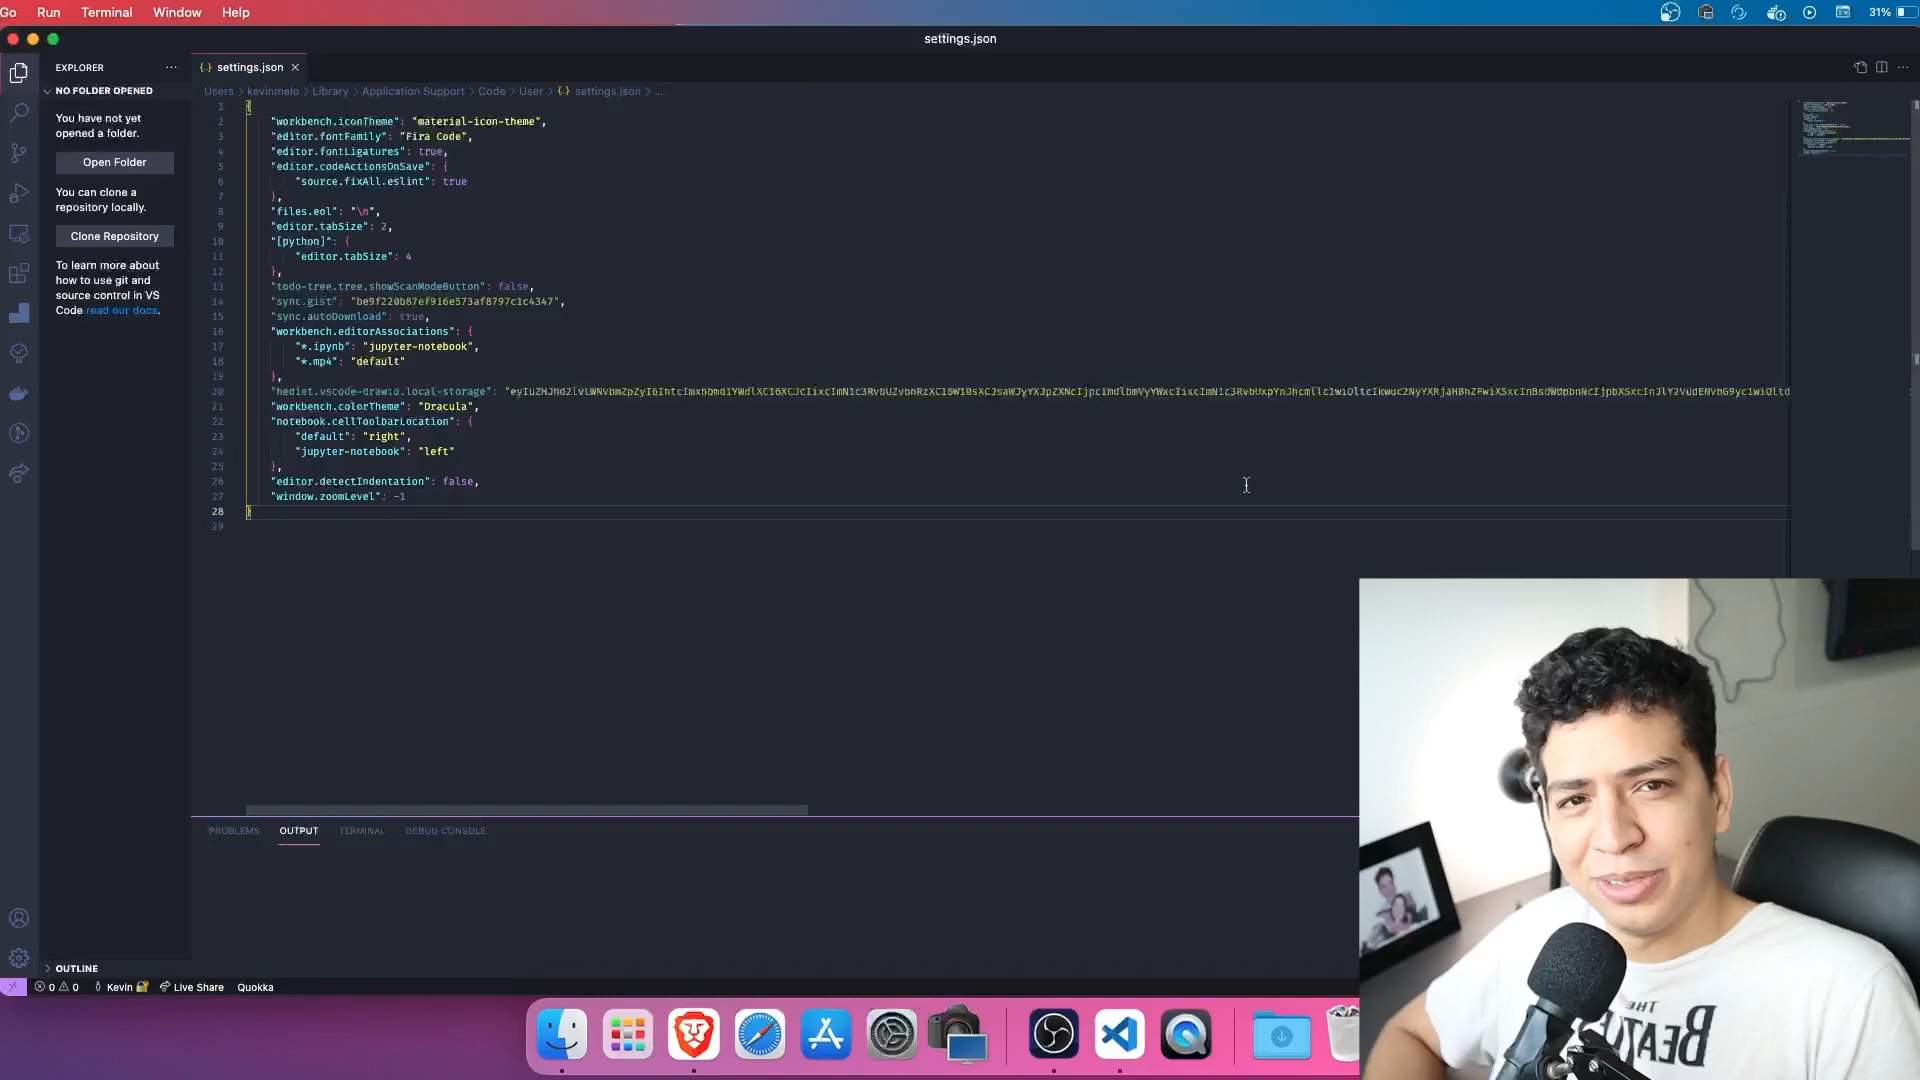 Go Run Terminal Window Help 31%
settings.json
EXPLORER
settings.json
NO FOLDER OPENED
Users > kevinmelo > Library > Application Support > Code > User > {} settings.json > ...
You have not yet
opened a folder.
Open Folder
You can clone a
repository locally.
Clone Repository
To learn more about
how to use git and
source control in VS
Code read our docs.
1 {
2 "workbench.iconTheme": "material-icon-theme",
3 "editor.fontFamily": "Fira Code",
4 "editor.fontLigatures": true,
5 "editor.codeActionsOnSave": {
6 "source.fixAll.eslint": true
7 },
8 "files.eol": "\n",
9 "editor.tabSize": 2,
10 "[python]": {
11 "editor.tabSize": 4
12 },
13 "todo-tree.tree.showScanModeButton": false,
14 "sync.gist": "be9f220b87ef916e573af8797c1c4347",
15 "sync.autoDownload": true,
16 "workbench.editorAssociations": {
17 "*.ipynb": "jupyter-notebook",
18 "*.mp4": "default"
19 },
20 "hediet.vscode-drawio.local-storage":
21 "workbench.colorTheme": "Dracula",
22 "notebook.cellToolbarLocation": {
23 "default": "right",
24 "jupyter-notebook": "left"
25 },
26 "editor.detectIndentation": false,
27 "window.zoomLevel": -1
28 }
29
PROBLEMS OUTPUT TERMINAL DEBUG CONSOLE
OUTLINE
0 0 Kevin Live Share Quokka
THE
BEATLES